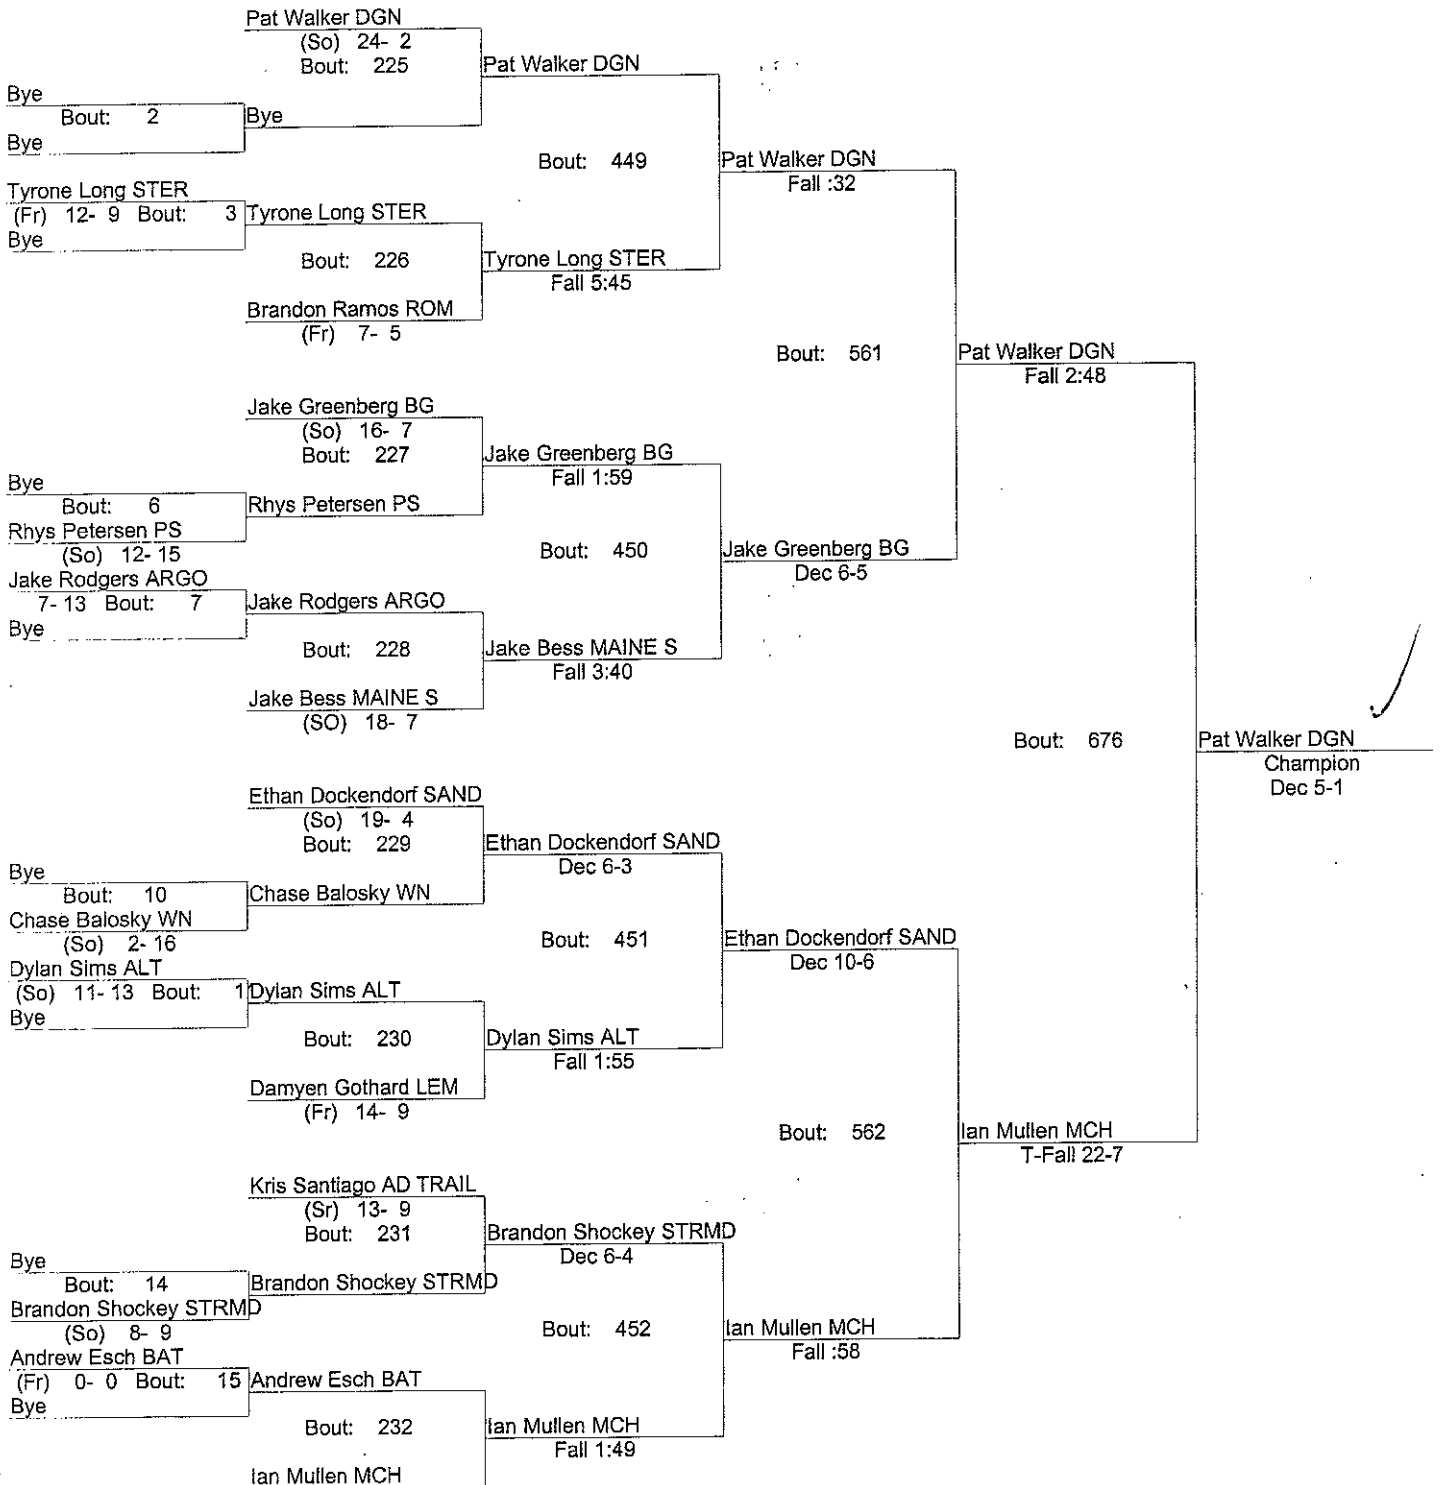 Pat Walker DGN
(So) 24- 2
Bout: 225
Pat Walker DGN
Bye
Bout: 2
Bye
Bye
Bout: 449
Pat Walker DGN
Fall :32
Tyrone Long STER
(Fr) 12- 9 Bout: 3
Tyrone Long STER
Bye
Bout: 226
Tyrone Long STER
Fall 5:45
Brandon Ramos ROM
(Fr) 7- 5
Bout: 561
Pat Walker DGN
Fall 2:48
Jake Greenberg BG
(So) 16- 7
Bout: 227
Jake Greenberg BG
Fall 1:59
Bye
Bout: 6
Rhys Petersen PS
Rhys Petersen PS
(So) 12- 15
Bout: 450
Jake Greenberg BG
Dec 6-5
Jake Rodgers ARGO
7- 13 Bout: 7
Jake Rodgers ARGO
Bye
Bout: 228
Jake Bess MAINE S
Fall 3:40
Jake Bess MAINE S
(SO) 18- 7
Bout: 676
Pat Walker DGN
Champion
Dec 5-1
Ethan Dockendorf SAND
(So) 19- 4
Bout: 229
Ethan Dockendorf SAND
Dec 6-3
Bye
Bout: 10
Chase Balosky WN
Chase Balosky WN
(So) 2- 16
Bout: 451
Ethan Dockendorf SAND
Dec 10-6
Dylan Sims ALT
(So) 11- 13 Bout: 1
Dylan Sims ALT
Bye
Bout: 230
Dylan Sims ALT
Fall 1:55
Damyen Gothard LEM
(Fr) 14- 9
Bout: 562
Ian Mullen MCH
T-Fall 22-7
Kris Santiago AD TRAIL
(Sr) 13- 9
Bout: 231
Brandon Shockey STRMD
Dec 6-4
Bye
Bout: 14
Brandon Shockey STRMD
Brandon Shockey STRMD
(So) 8- 9
Bout: 452
Ian Mullen MCH
Fall :58
Andrew Esch BAT
(Fr) 0- 0 Bout: 15
Andrew Esch BAT
Bye
Bout: 232
Ian Mullen MCH
Fall 1:49
Ian Mullen MCH